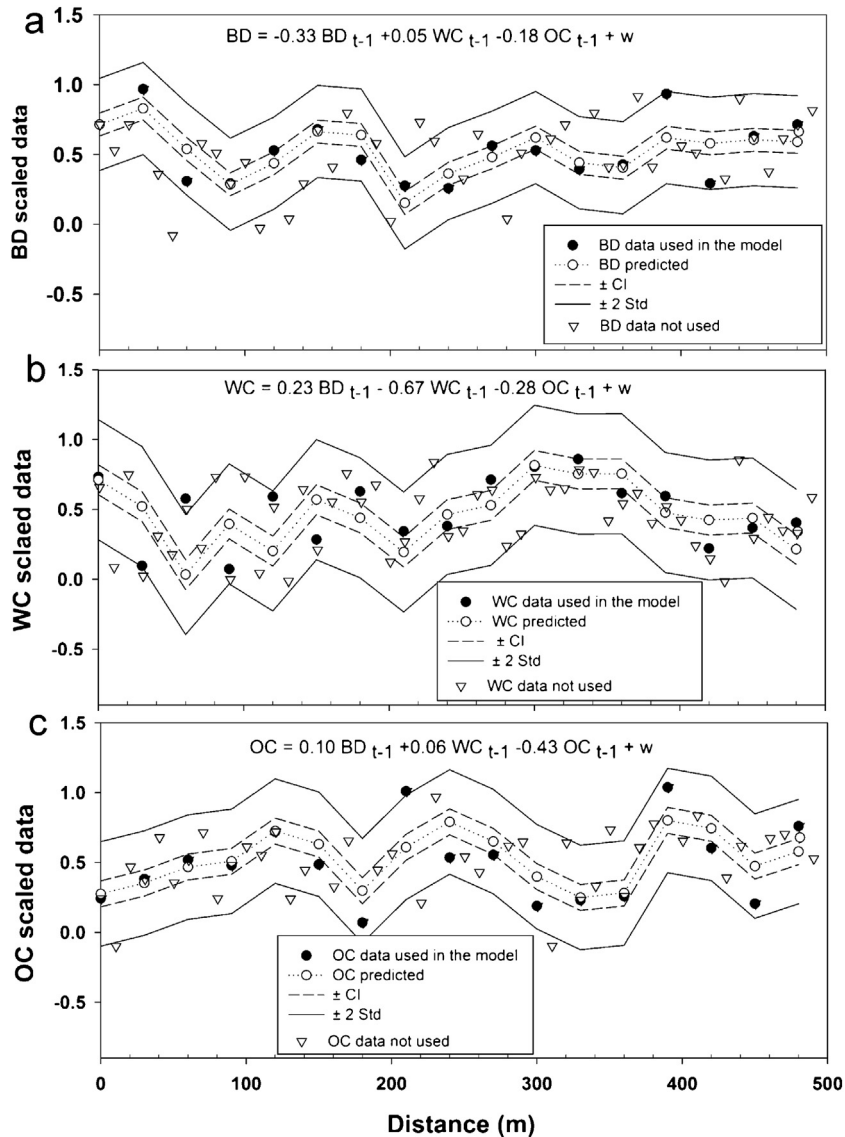 a
BD = -0.33 BD t-1 +0.05 WC t-1 -0.18 OC t-1 + w
1.5
1.0
0.5
0.0
-0.5
BD scaled data
BD data used in the model
BD predicted
± CI
± 2 Std
BD data not used
b
WC = 0.23 BD t-1 - 0.67 WC t-1 -0.28 OC t-1 + w
1.5
1.0
0.5
0.0
-0.5
WC sclaed data
WC data used in the model
WC predicted
± CI
± 2 Std
WC data not used
c
OC = 0.10 BD t-1 +0.06 WC t-1 -0.43 OC t-1 + w
1.5
1.0
0.5
0.0
-0.5
OC scaled data
OC data used in the model
OC predicted
± CI
± 2 Std
OC data not used
0 100 200 300 400 500
Distance (m)